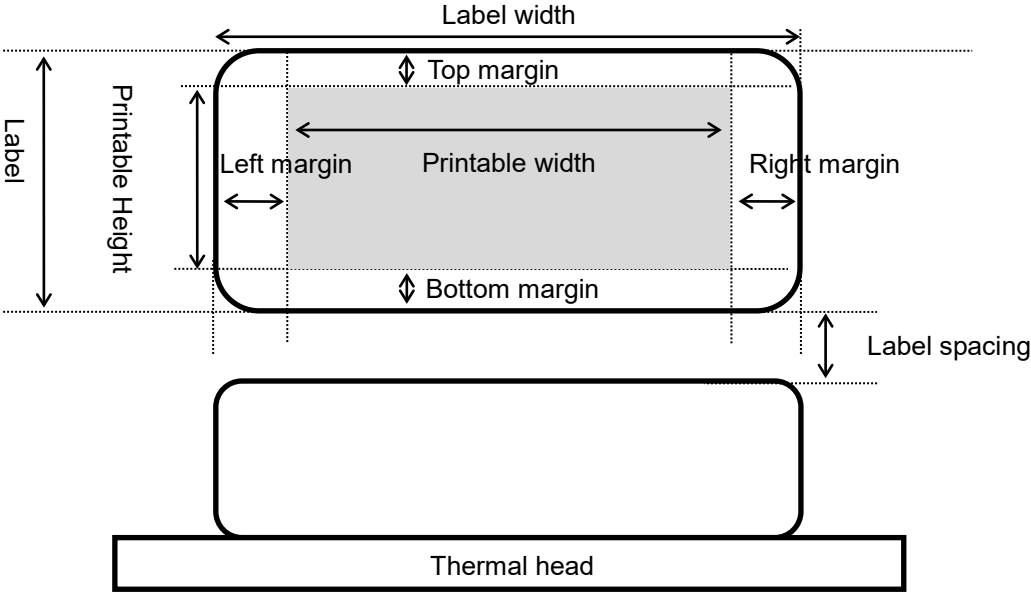 Label width
Top margin
Label
Printable Height
Left margin
Printable width
Right margin
Bottom margin
Label spacing
Thermal head